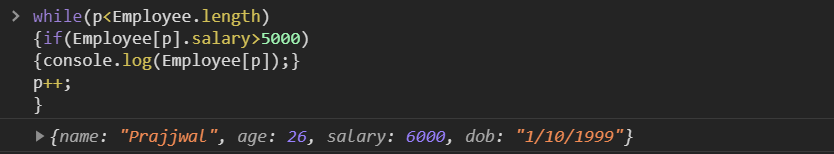 > while(p<Employee.length)
{if(Employee[p].salary>5000)
{console.log(Employee[p]);}
p++;
}
▶{name: "Prajjwal", age: 26, salary: 6000, dob: "1/10/1999"}